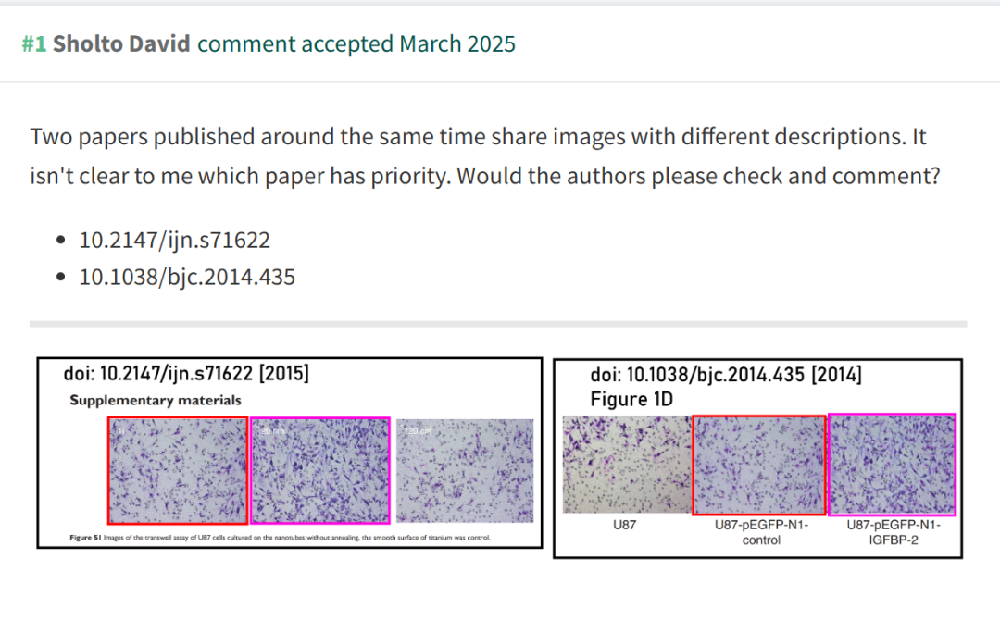 #1 Sholto David comment accepted March 2025
Two papers published around the same time share images with different descriptions. It
isn't clear to me which paper has priority. Would the authors please check and comment?
• 10.2147/ijn.s71622
• 10.1038/bjc.2014.435
doi: 10.2147/ijn.s71622 [2015]
Supplementary materials
Ti
120 nm
Figure S1 Images of the transwell assay of U87 cells cultured on the nanotubes without annealing, the smooth surface of titanium was control.
doi: 10.1038/bjc.2014.435 [2014]
Figure 1D
U87
U87-pEGFP-N1-
control
U87-pEGFP-N1-
IGFBP-2